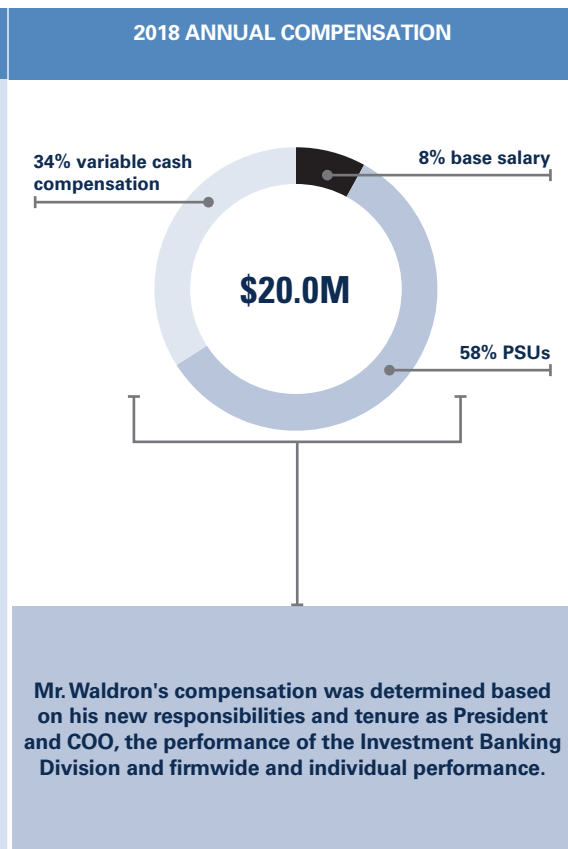 2018 ANNUAL COMPENSATION
34% variable cash
compensation
8% base salary
$20.0M
58% PSUs
Mr. Waldron's compensation was determined based
on his new responsibilities and tenure as President
and COO, the performance of the Investment Banking
Division and firmwide and individual performance.